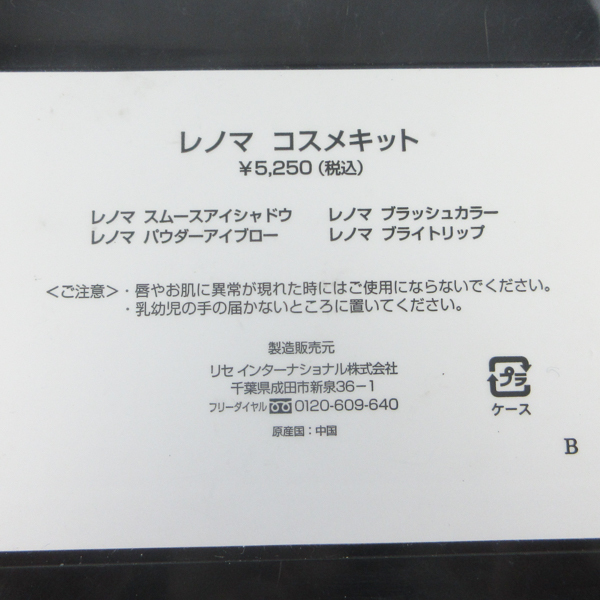 レノマ コスメキット
￥5,250（税込）
レノマ スムースアイシャドウ レノマ ブラッシュカラー
レノマ パウダーアイブロー レノマ ブライトリップ
＜ご注意＞・唇やお肌に異常が現れた時にはご使用にならないでください。
・乳幼児の手の届かないところに置いてください。
製造販売元
リセ インターナショナル株式会社
千葉県成田市新泉36－1
フリーダイヤル 0120-609-640
原産国：中国
プラ
ケース
B